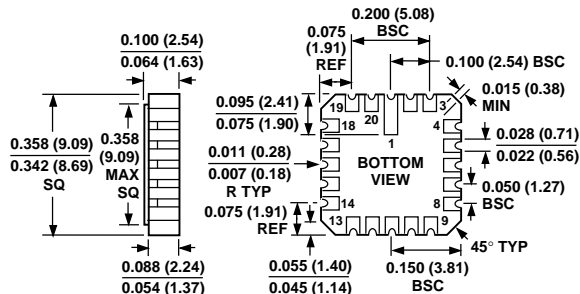 0.200 (5.08)
BSC
0.075
(1.91)
REF
0.100 (2.54)
0.064 (1.63)
0.100 (2.54) BSC
0.015 (0.38)
MIN
0.095 (2.41)
0.075 (1.90)
19
20
3
18
4
1
0.358 (9.09)
0.342 (8.69)
SQ
0.358
(9.09)
MAX
SQ
0.028 (0.71)
0.022 (0.56)
0.011 (0.28)
0.007 (0.18)
R TYP
BOTTOM
VIEW
0.050 (1.27)
BSC
0.075 (1.91)
REF
14
8
13
9
45° TYP
0.088 (2.24)
0.054 (1.37)
0.055 (1.40)
0.045 (1.14)
0.150 (3.81)
BSC